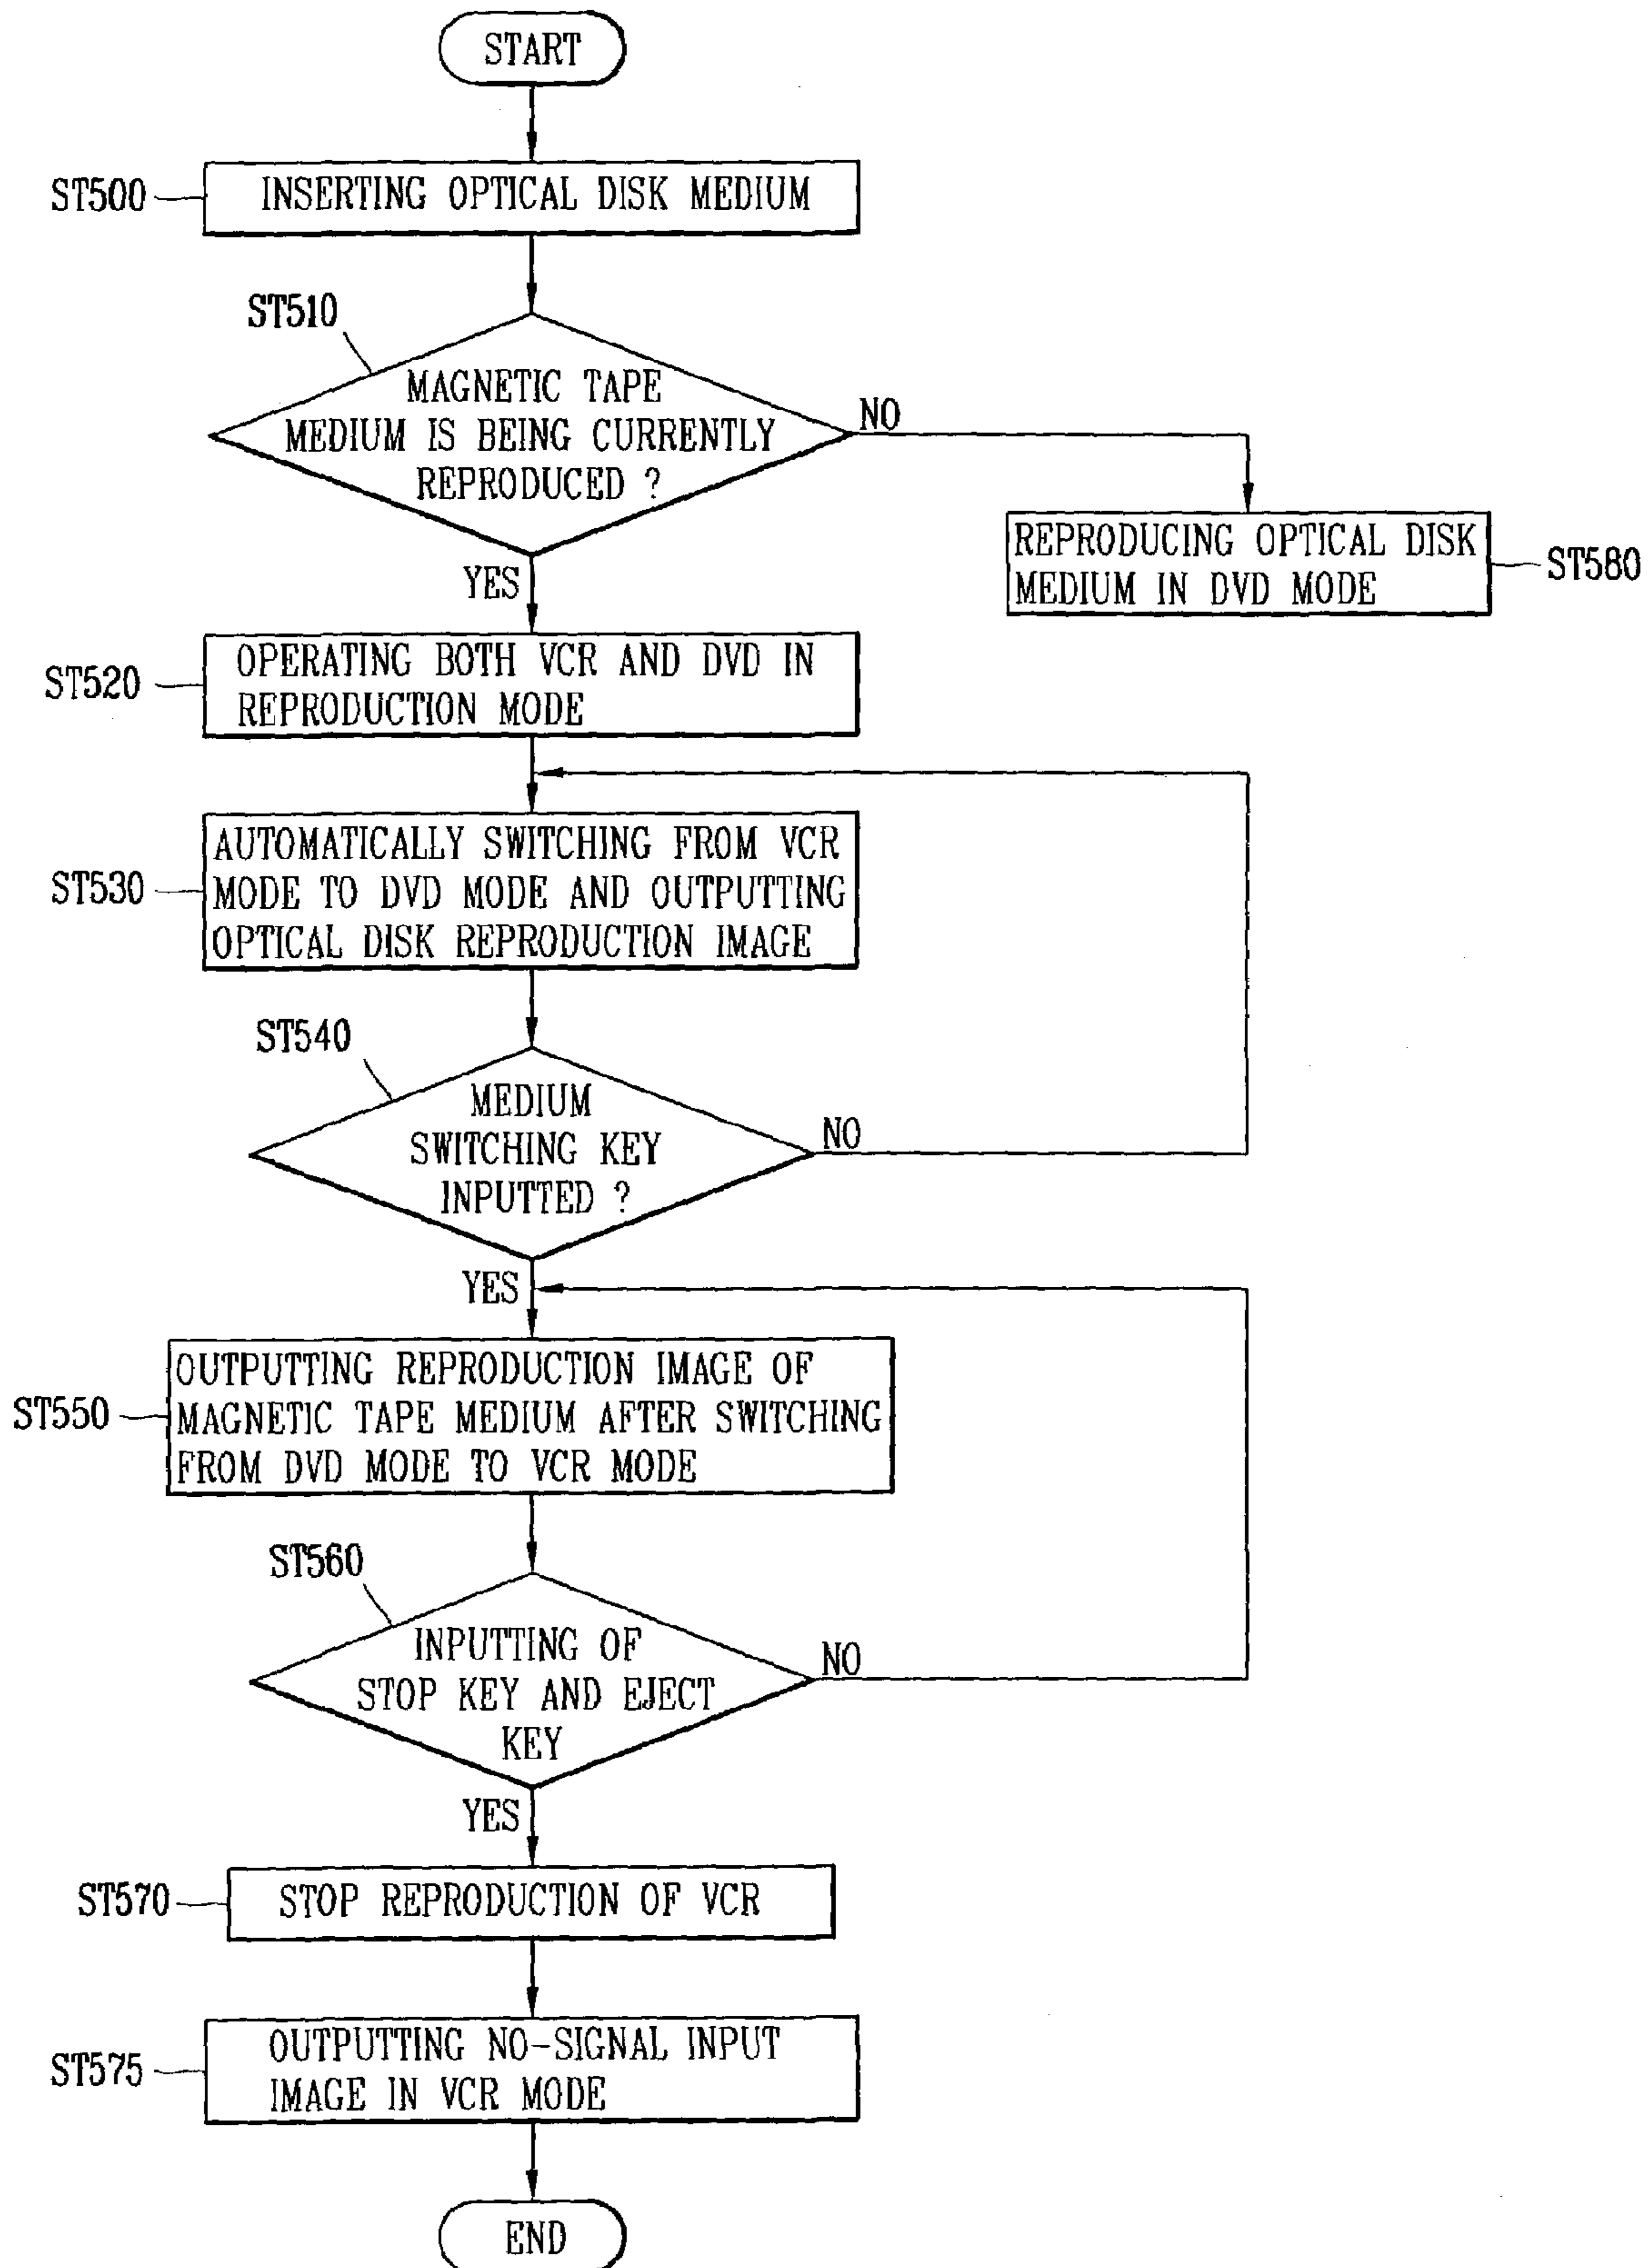 START
ST500
INSERTING OPTICAL DISK MEDIUM
ST510
MAGNETIC TAPE
MEDIUM IS BEING CURRENTLY
REPRODUCED ?
NO
YES
REPRODUCING OPTICAL DISK
MEDIUM IN DVD MODE
ST580
ST520
OPERATING BOTH VCR AND DVD IN
REPRODUCTION MODE
ST530
AUTOMATICALLY SWITCHING FROM VCR
MODE TO DVD MODE AND OUTPUTTING
OPTICAL DISK REPRODUCTION IMAGE
ST540
MEDIUM
SWITCHING KEY
INPUTTED ?
NO
YES
ST550
OUTPUTTING REPRODUCTION IMAGE OF
MAGNETIC TAPE MEDIUM AFTER SWITCHING
FROM DVD MODE TO VCR MODE
ST560
INPUTTING OF
STOP KEY AND EJECT
KEY
NO
YES
ST570
STOP REPRODUCTION OF VCR
ST575
OUTPUTTING NO-SIGNAL INPUT
IMAGE IN VCR MODE
END